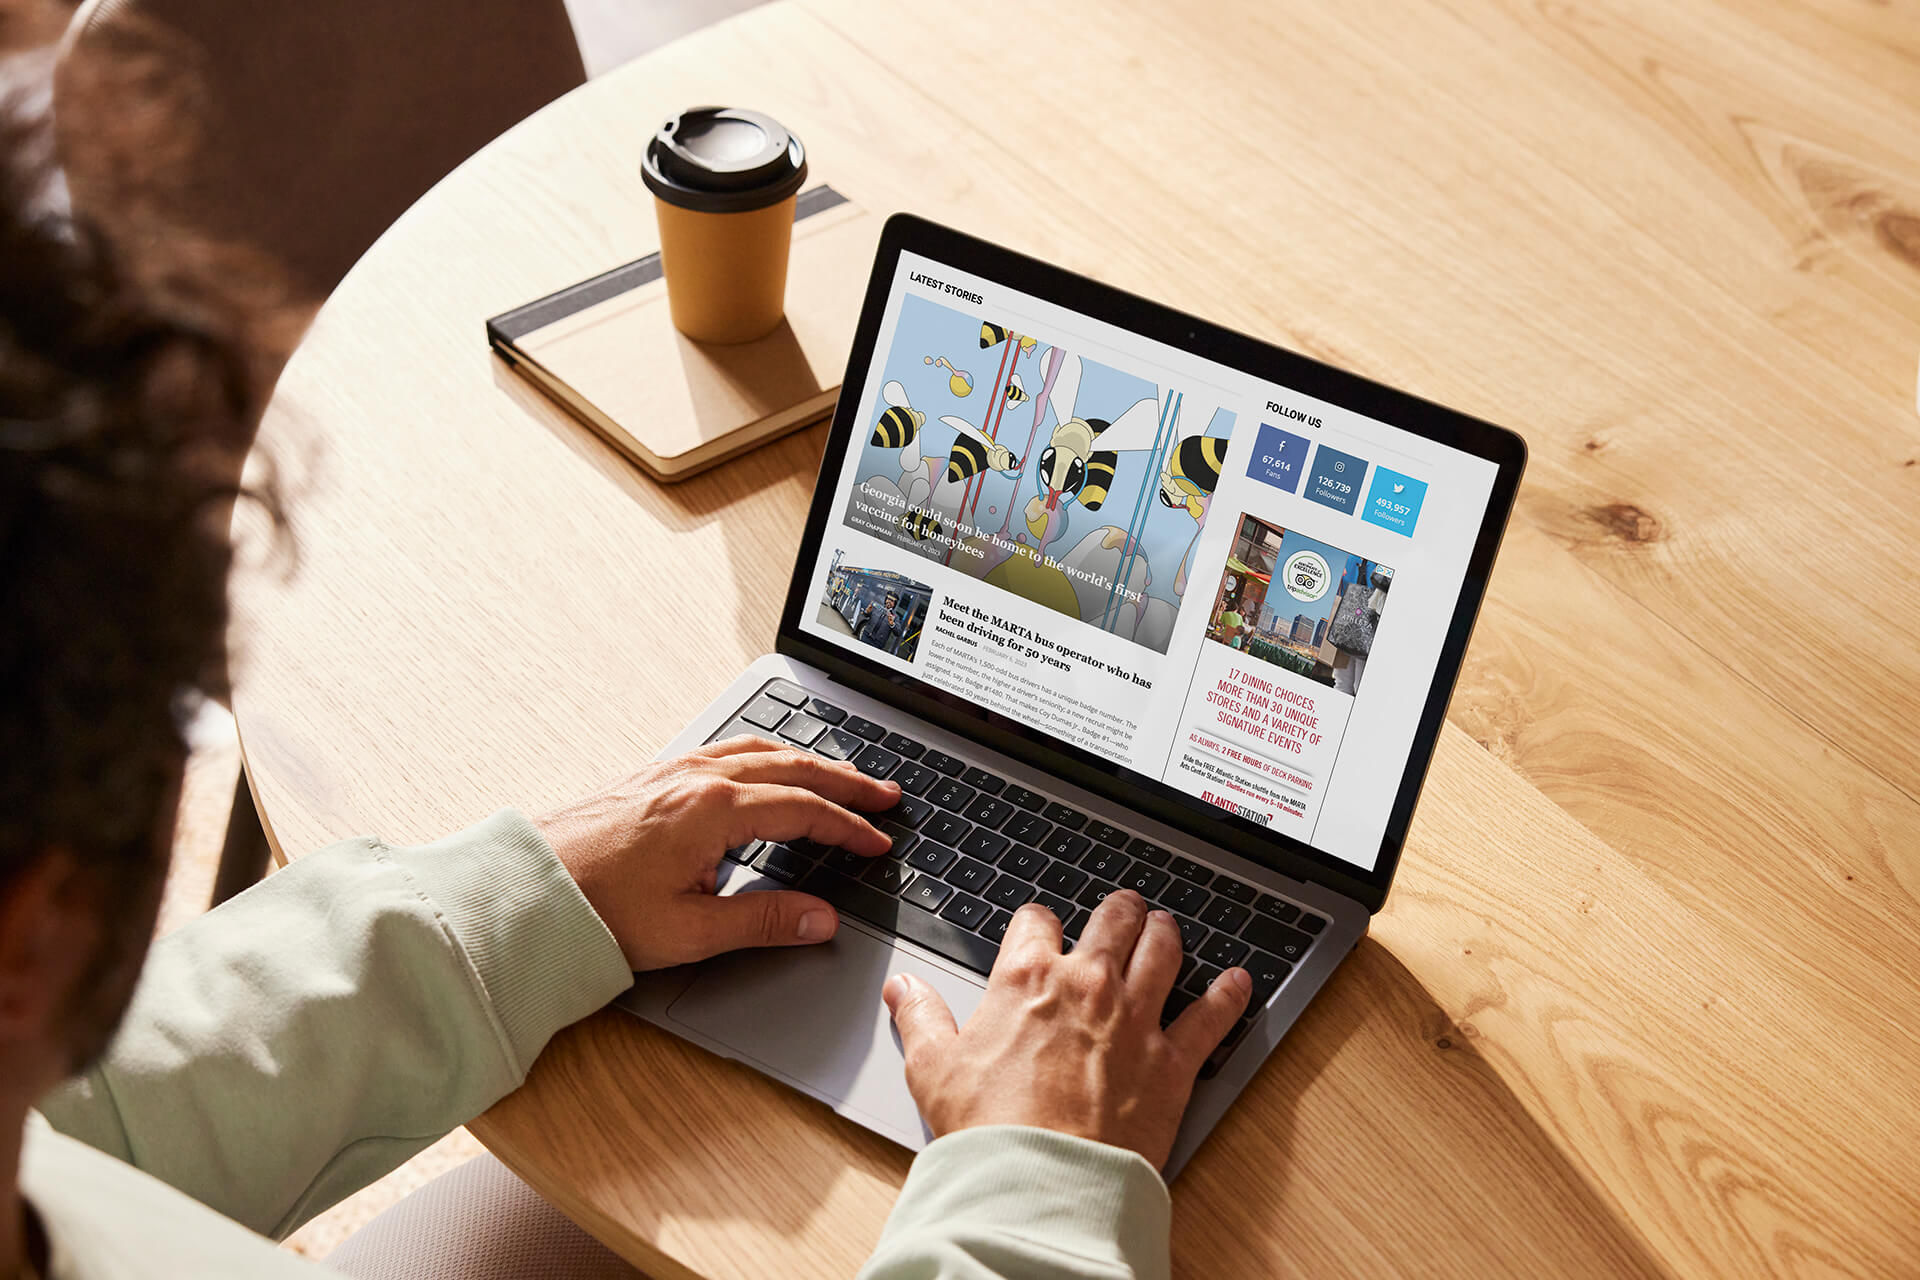 LATEST STORIES
Georgia could soon be home to the world's first
vaccine for honeybees
GRAY CHAPMAN - FEBRUARY 6, 2023
Meet the MARTA bus operator who has
been driving for 50 years
RACHEL GARBUS - FEBRUARY 6, 2023
Each of MARTA's 1,500-odd bus drivers has a unique badge number. The
lower the number, the higher a driver's seniority; a new recruit might be
assigned, say, Badge #1480. That makes Coy Dumas Jr., Badge #1—who
just celebrated 50 years behind the wheel—something of a transportation
FOLLOW US
67,614
Fans
126,739
Followers
493,957
Followers
EXCELLENCE
tripadvisor
ATHLETA
17 DINING CHOICES,
MORE THAN 30 UNIQUE
STORES AND A VARIETY OF
SIGNATURE EVENTS
AS ALWAYS, 2 FREE HOURS OF DECK PARKING
Ride the FREE Atlantic Station shuttle from the MARTA
Arts Center Station! Shuttles run every 5-10 minutes.
ATLANTICSTATION
command